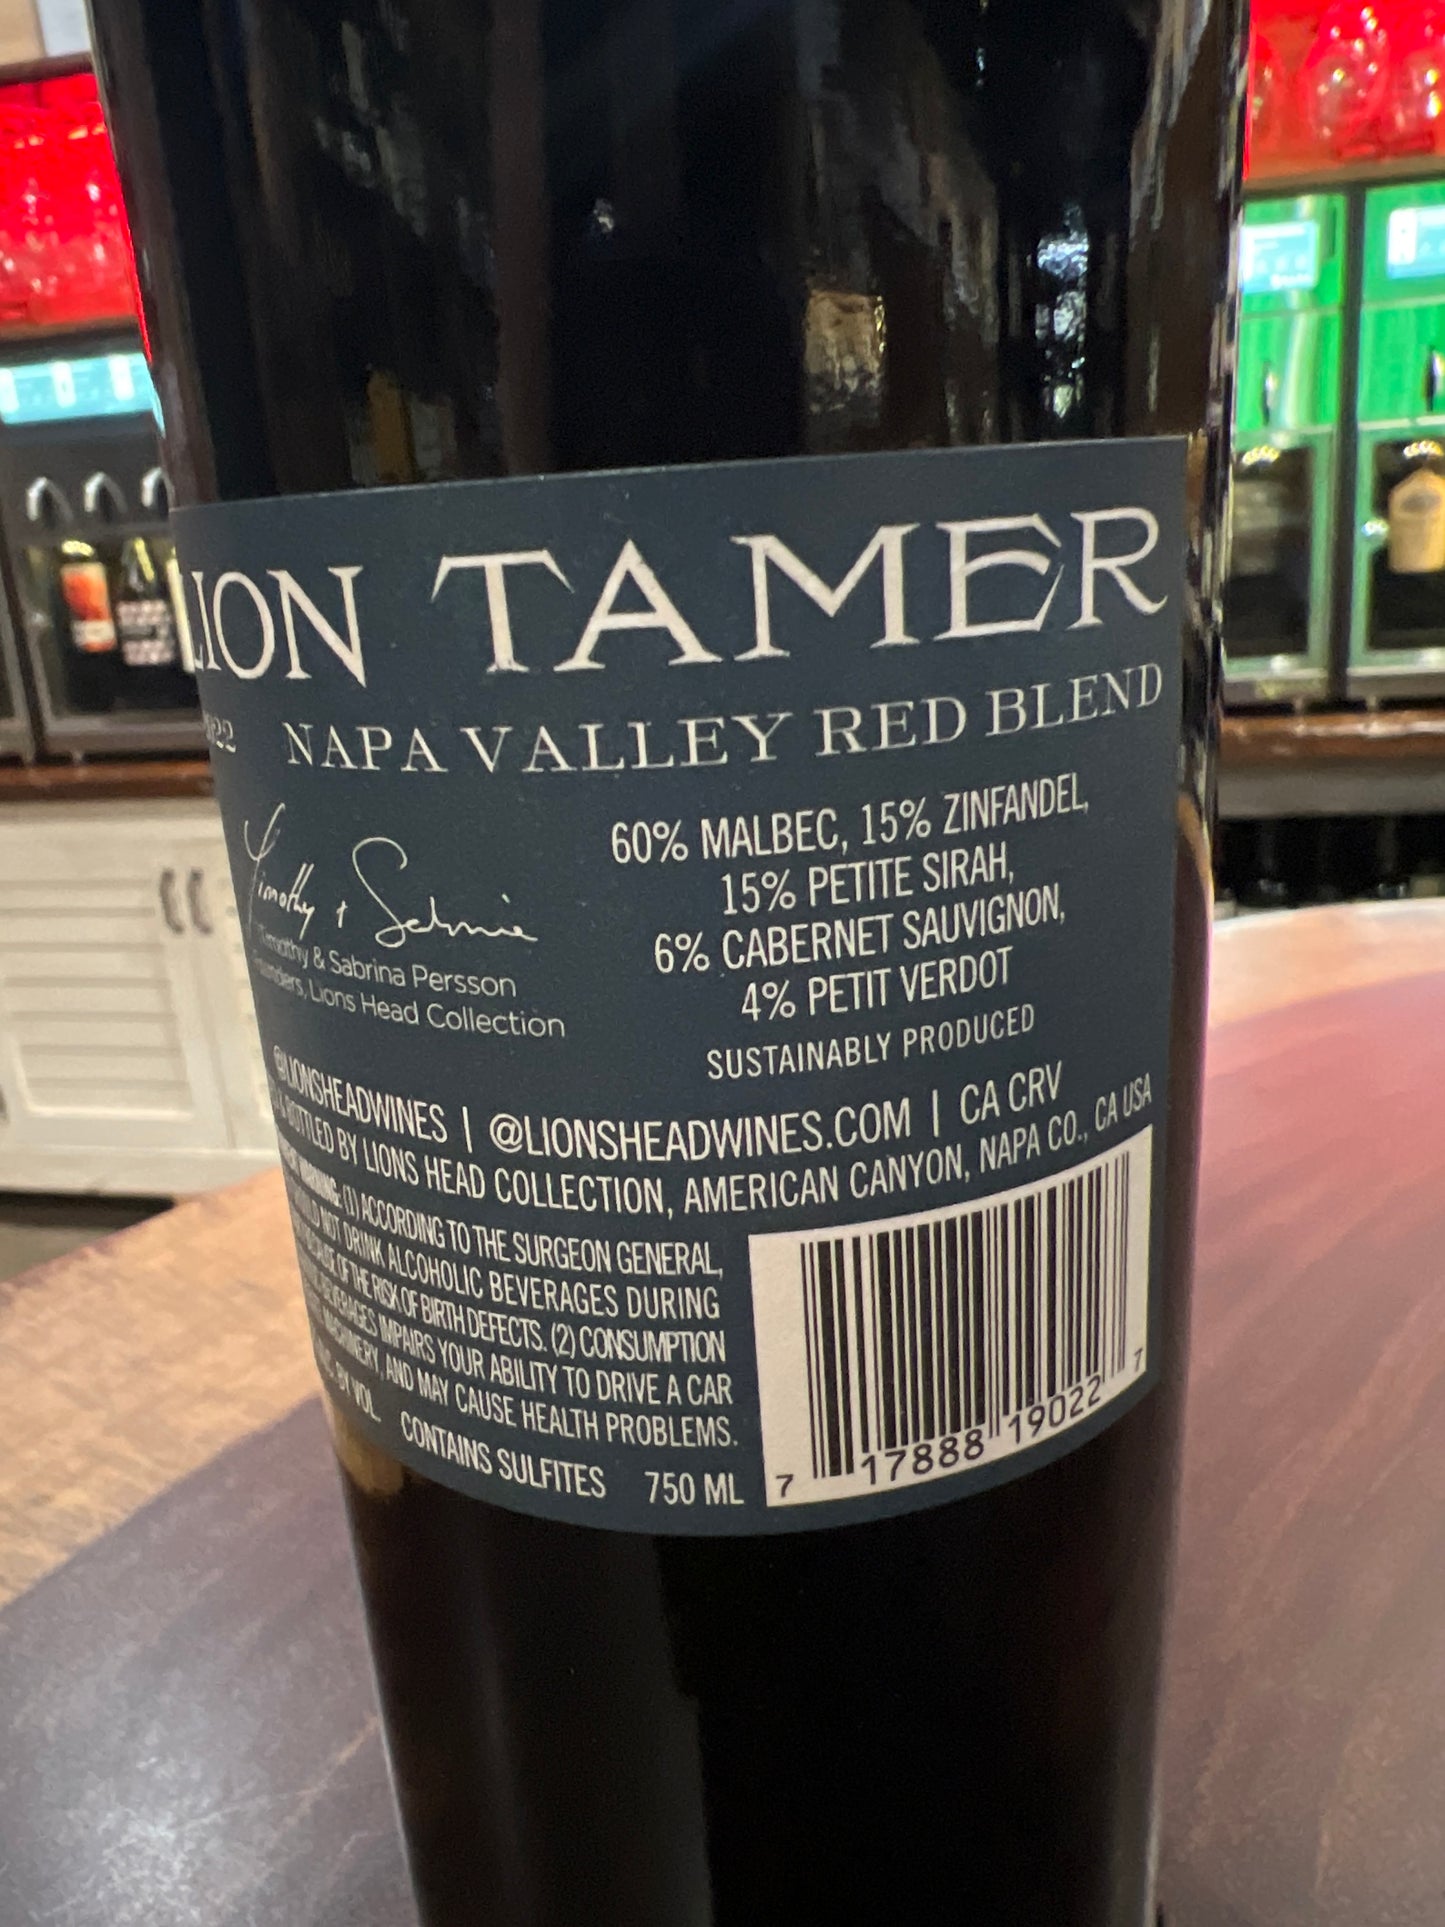 LION TAMER
NAPA VALLEY RED BLEND
Timothy + Sabrina
60% MALBEC, 15% ZINFANDEL,
15% PETITE SIRAH,
6% CABERNET SAUVIGNON,
4% PETIT VERDOT
SUSTAINABLY PRODUCED
Timothy & Sabrina Persson
Founders, Lions Head Collection
@LIONSHEADWINES | @LIONSHEADWINES.COM | CA CRV
BOTTLED BY LIONS HEAD COLLECTION, AMERICAN CANYON, NAPA CO., CA USA
WARNING: (1) ACCORDING TO THE SURGEON GENERAL,
NOT DRINK ALCOHOLIC BEVERAGES DURING
OF THE RISK OF BIRTH DEFECTS. (2) CONSUMPTION
BEVERAGES IMPAIRS YOUR ABILITY TO DRIVE A CAR
MACHINERY, AND MAY CAUSE HEALTH PROBLEMS.
BY VOL CONTAINS SULFITES 750 ML
7 17888 19022 7